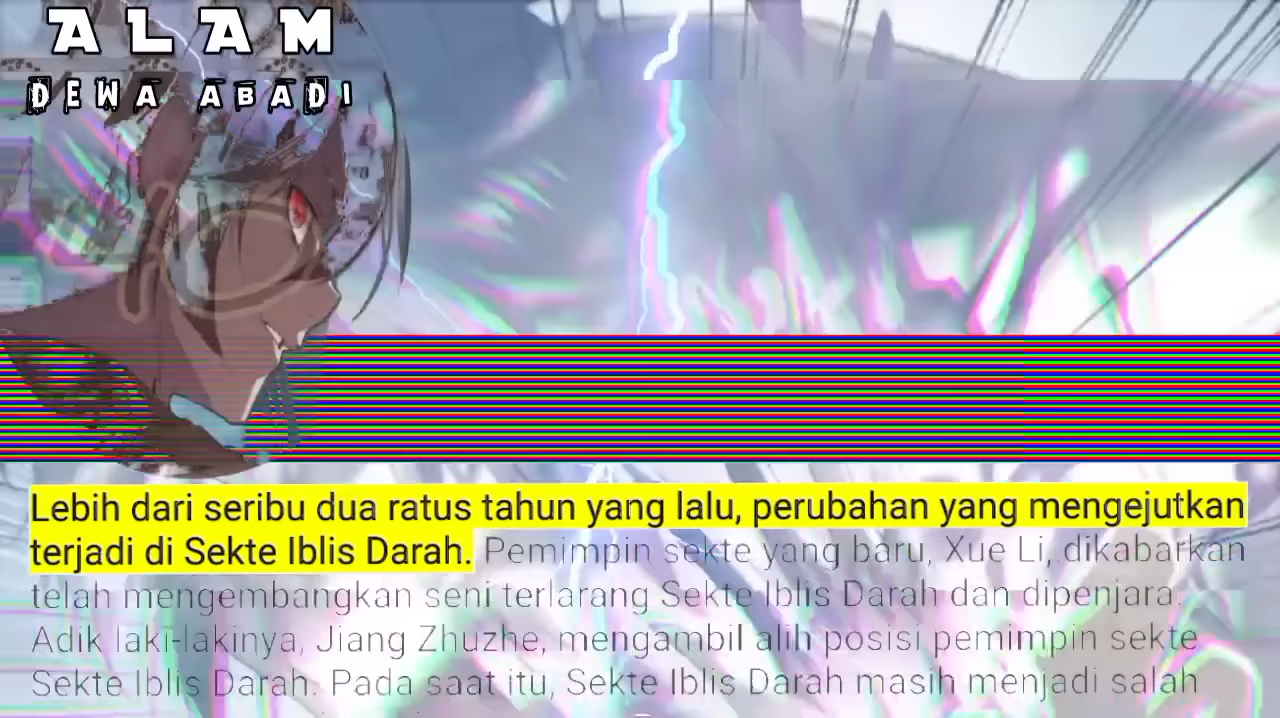 ALAM
DEWA ABADI
Lebih dari seribu dua ratus tahun yang lalu, perubahan yang mengejutkan
terjadi di Sekte Iblis Darah. Pemimpin sekte yang baru, Xue Li, dikabarkan
telah mengembangkan seni terlarang Sekte Iblis Darah dan dipenjara.
Adik laki-lakinya, Jiang Zhuzhe, mengambil alih posisi pemimpin sekte
Sekte Iblis Darah. Pada saat itu, Sekte Iblis Darah masih menjadi salah